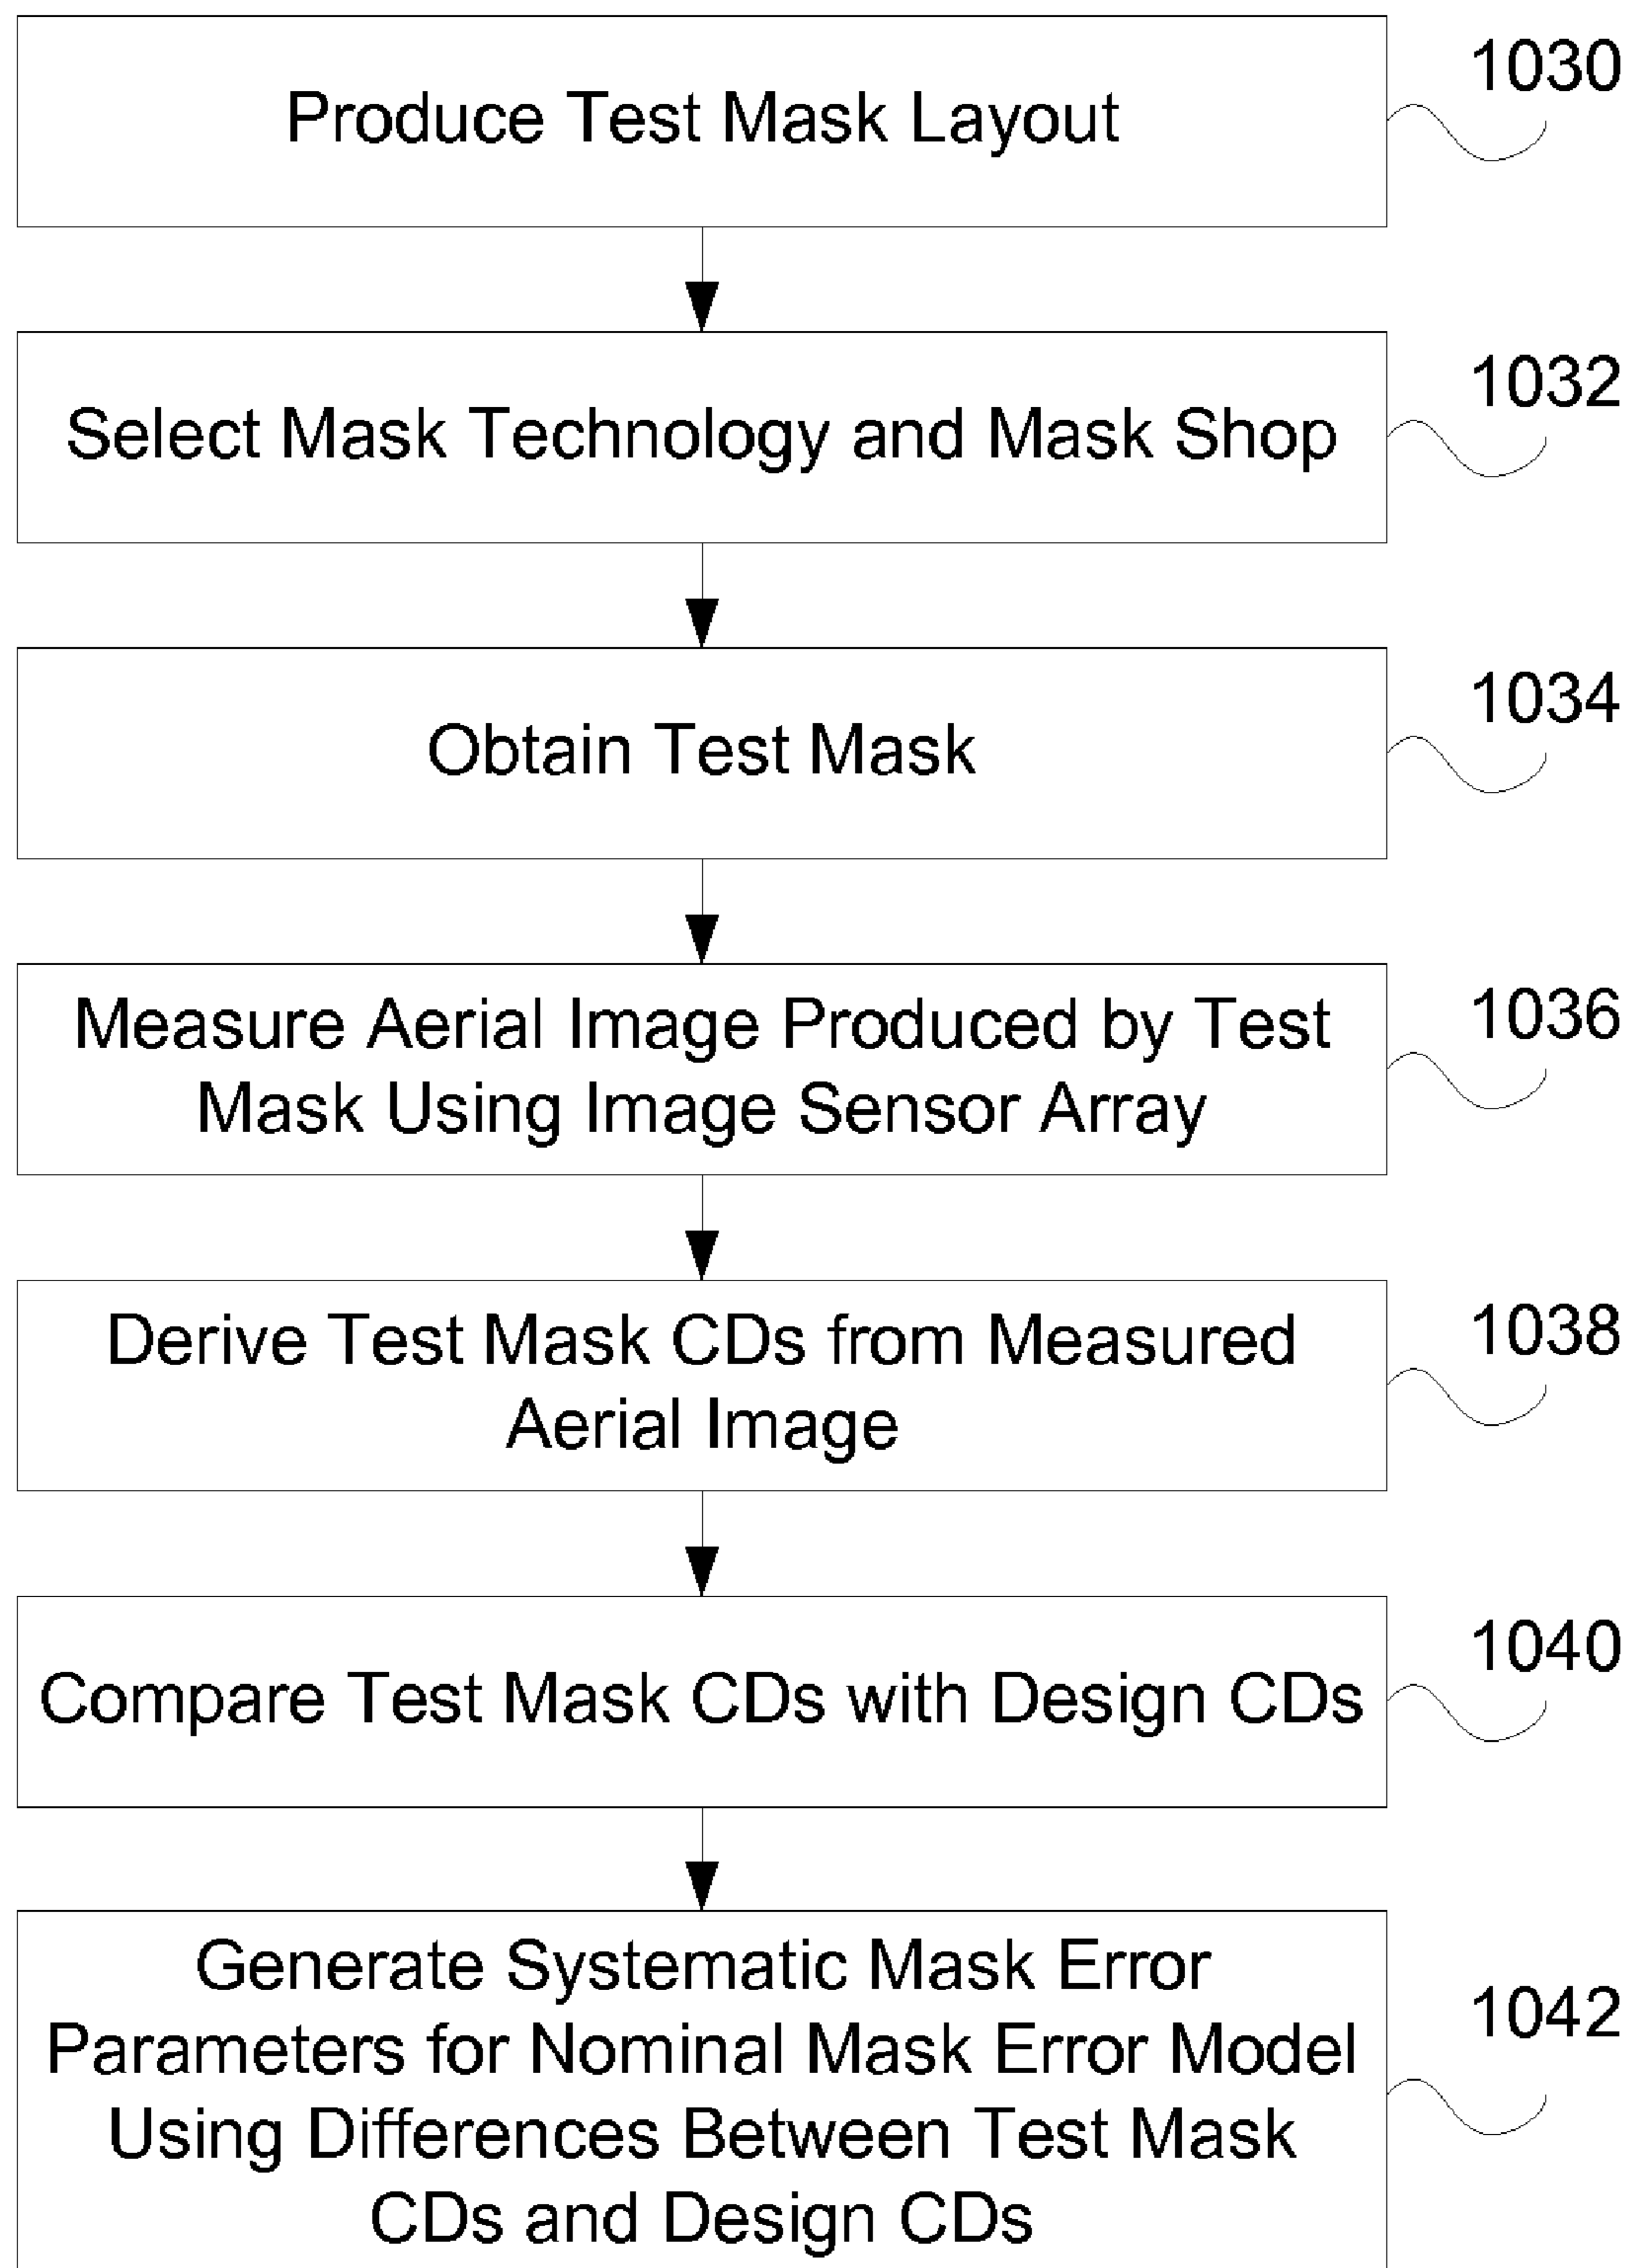 1030
Produce Test Mask Layout
1032
Select Mask Technology and Mask Shop
1034
Obtain Test Mask
1036
Measure Aerial Image Produced by Test
Mask Using Image Sensor Array
1038
Derive Test Mask CDs from Measured
Aerial Image
1040
Compare Test Mask CDs with Design CDs
1042
Generate Systematic Mask Error
Parameters for Nominal Mask Error Model
Using Differences Between Test Mask
CDs and Design CDs